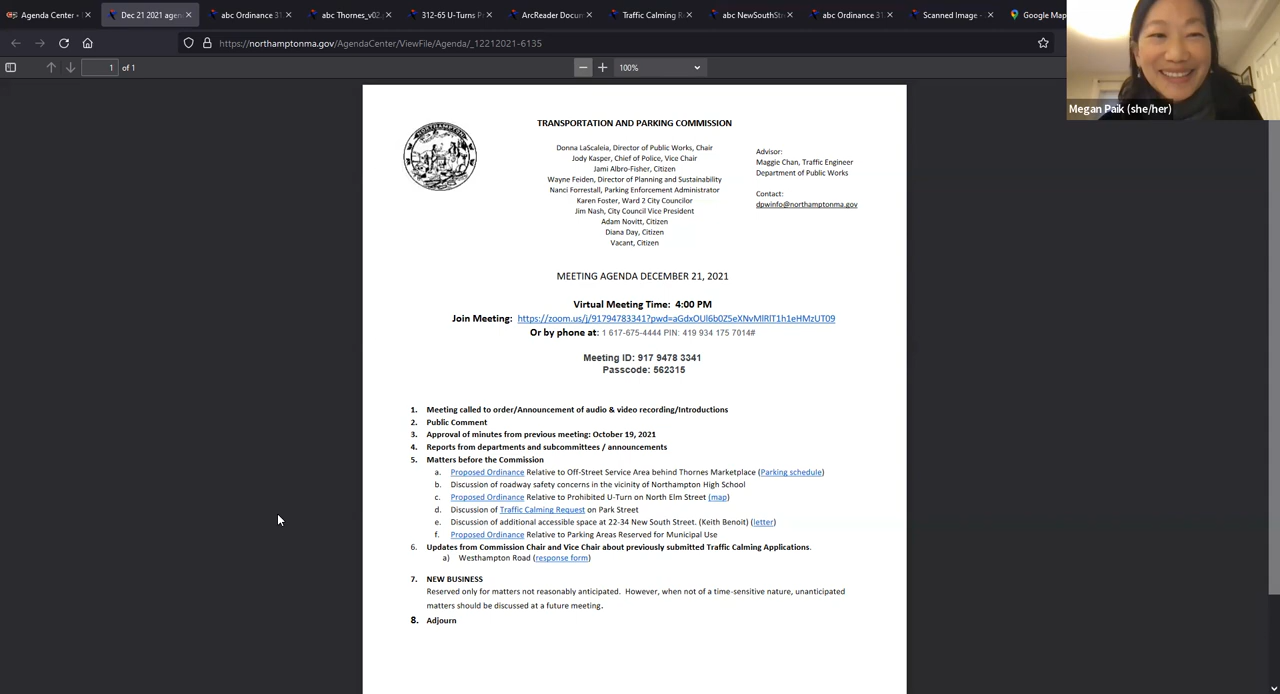 Agenda Center -
Dec 21 2021 agen
abc Ordinance 31
abc Thornes_v02
312-65 U-Turns P
ArcReader Docum
Traffic Calming R
abc NewSouthStr
abc Ordinance 31
Scanned Image -
Google Map
https://northamptonma.gov/AgendaCenter/ViewFile/Agenda/_12212021-6135
1 of 1
100%
Megan Paik (she/her)
TRANSPORTATION AND PARKING COMMISSION
Donna LaScaleia, Director of Public Works, Chair
Jody Kasper, Chief of Police, Vice Chair
Jami Albro-Fisher, Citizen
Wayne Feiden, Director of Planning and Sustainability
Nanci Forrestall, Parking Enforcement Administrator
Karen Foster, Ward 2 City Councilor
Jim Nash, City Council Vice President
Adam Novitt, Citizen
Diana Day, Citizen
Vacant, Citizen
Advisor:
Maggie Chan, Traffic Engineer
Department of Public Works
Contact:
dpwinfo@northamptonma.gov
MEETING AGENDA DECEMBER 21, 2021
Virtual Meeting Time: 4:00 PM
Join Meeting: https://zoom.us/j/91794783341?pwd=aGdxOUl6b0Z5eXNvMlRlT1h1eHMzUT09
Or by phone at: 1 617-675-4444 PIN: 419 934 175 7014#
Meeting ID: 917 9478 3341
Passcode: 562315
1. Meeting called to order/Announcement of audio & video recording/Introductions
2. Public Comment
3. Approval of minutes from previous meeting: October 19, 2021
4. Reports from departments and subcommittees / announcements
5. Matters before the Commission
a. Proposed Ordinance Relative to Off-Street Service Area behind Thornes Marketplace (Parking schedule)
b. Discussion of roadway safety concerns in the vicinity of Northampton High School
c. Proposed Ordinance Relative to Prohibited U-Turn on North Elm Street (map)
d. Discussion of Traffic Calming Request on Park Street
e. Discussion of additional accessible space at 22-34 New South Street. (Keith Benoit) (letter)
f. Proposed Ordinance Relative to Parking Areas Reserved for Municipal Use
6. Updates from Commission Chair and Vice Chair about previously submitted Traffic Calming Applications.
a) Westhampton Road (response form)
7. NEW BUSINESS
Reserved only for matters not reasonably anticipated. However, when not of a time-sensitive nature, unanticipated
matters should be discussed at a future meeting.
8. Adjourn